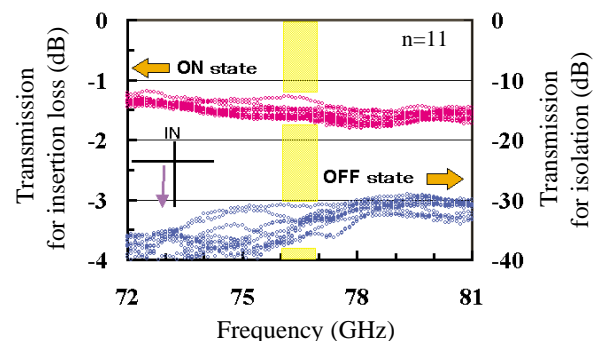 Transmission
for insertion loss (dB)
0
-1
-2
-3
-4
n=11
ON state
IN
OFF state
0
-10
-20
-30
-40
Transmission
for isolation (dB)
72
75
78
81
Frequency (GHz)